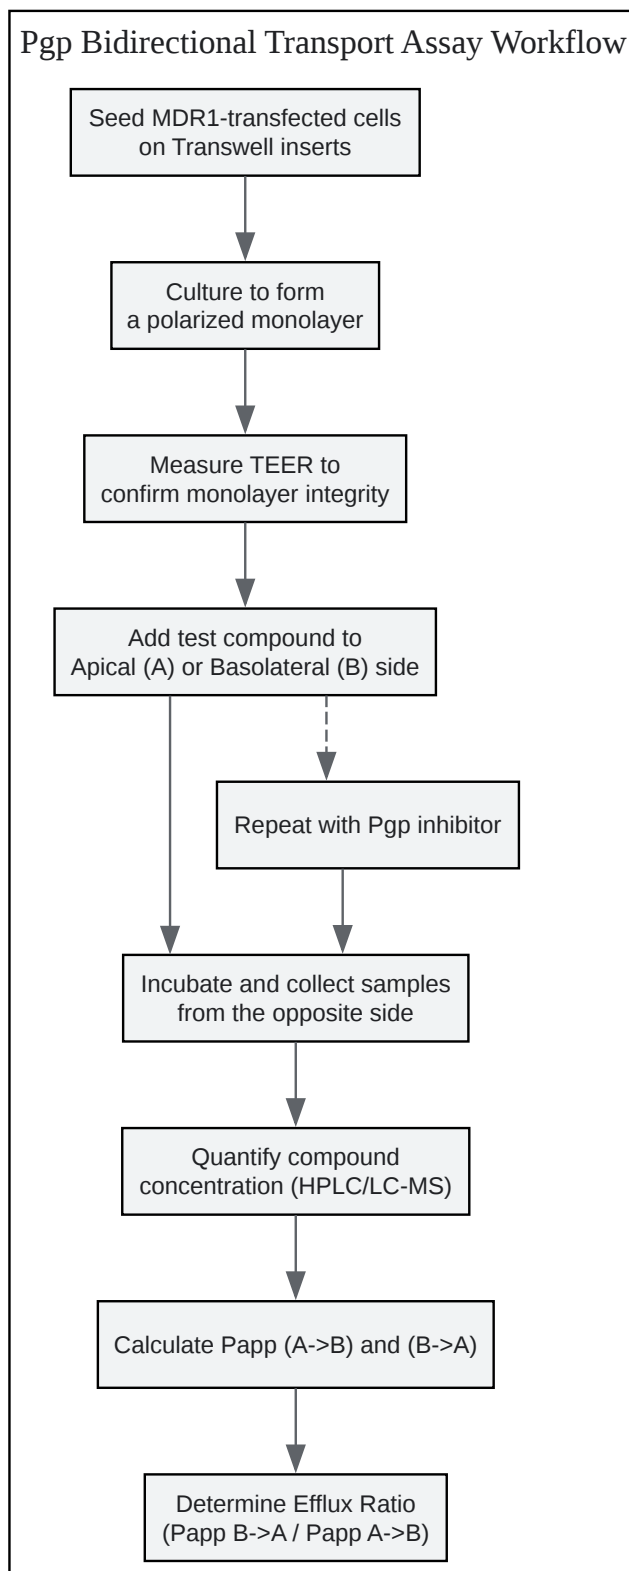 Pgp Bidirectional Transport Assay Workflow
Seed MDR1-transfected cells
on Transwell inserts
Culture to form
a polarized monolayer
Measure TEER to
confirm monolayer integrity
Add test compound to
Apical (A) or Basolateral (B) side
Repeat with Pgp inhibitor
Incubate and collect samples
from the opposite side
Quantify compound
concentration (HPLC/LC-MS)
Calculate Papp (A->B) and (B->A)
Determine Efflux Ratio
(Papp B->A / Papp A->B)